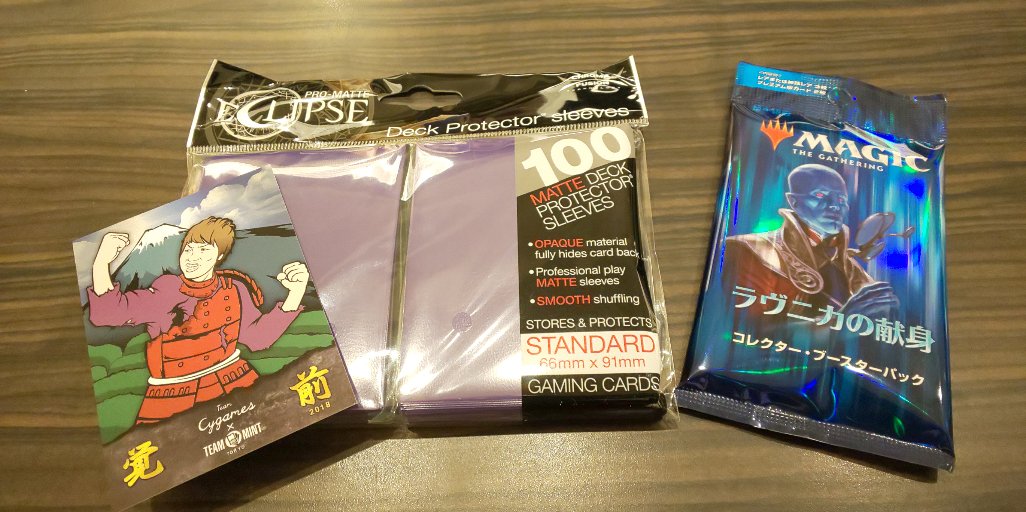 PRO-MATTE
ECLIPSE
Deck Protector® sleeves
100
MATTE DECK
PROTECTOR
SLEEVES
• OPAQUE material
fully hides card back
• Professional play
MATTE sleeves
• SMOOTH shuffling
STORES & PROTECTS
STANDARD
66mm x 91mm
GAMING CARDS
Team
Cygames
×
TEAM MINT
TOKYO
前
2018
覚
MAGIC
THE GATHERING
ラヴニカの献身
コレクター・ブースターパック